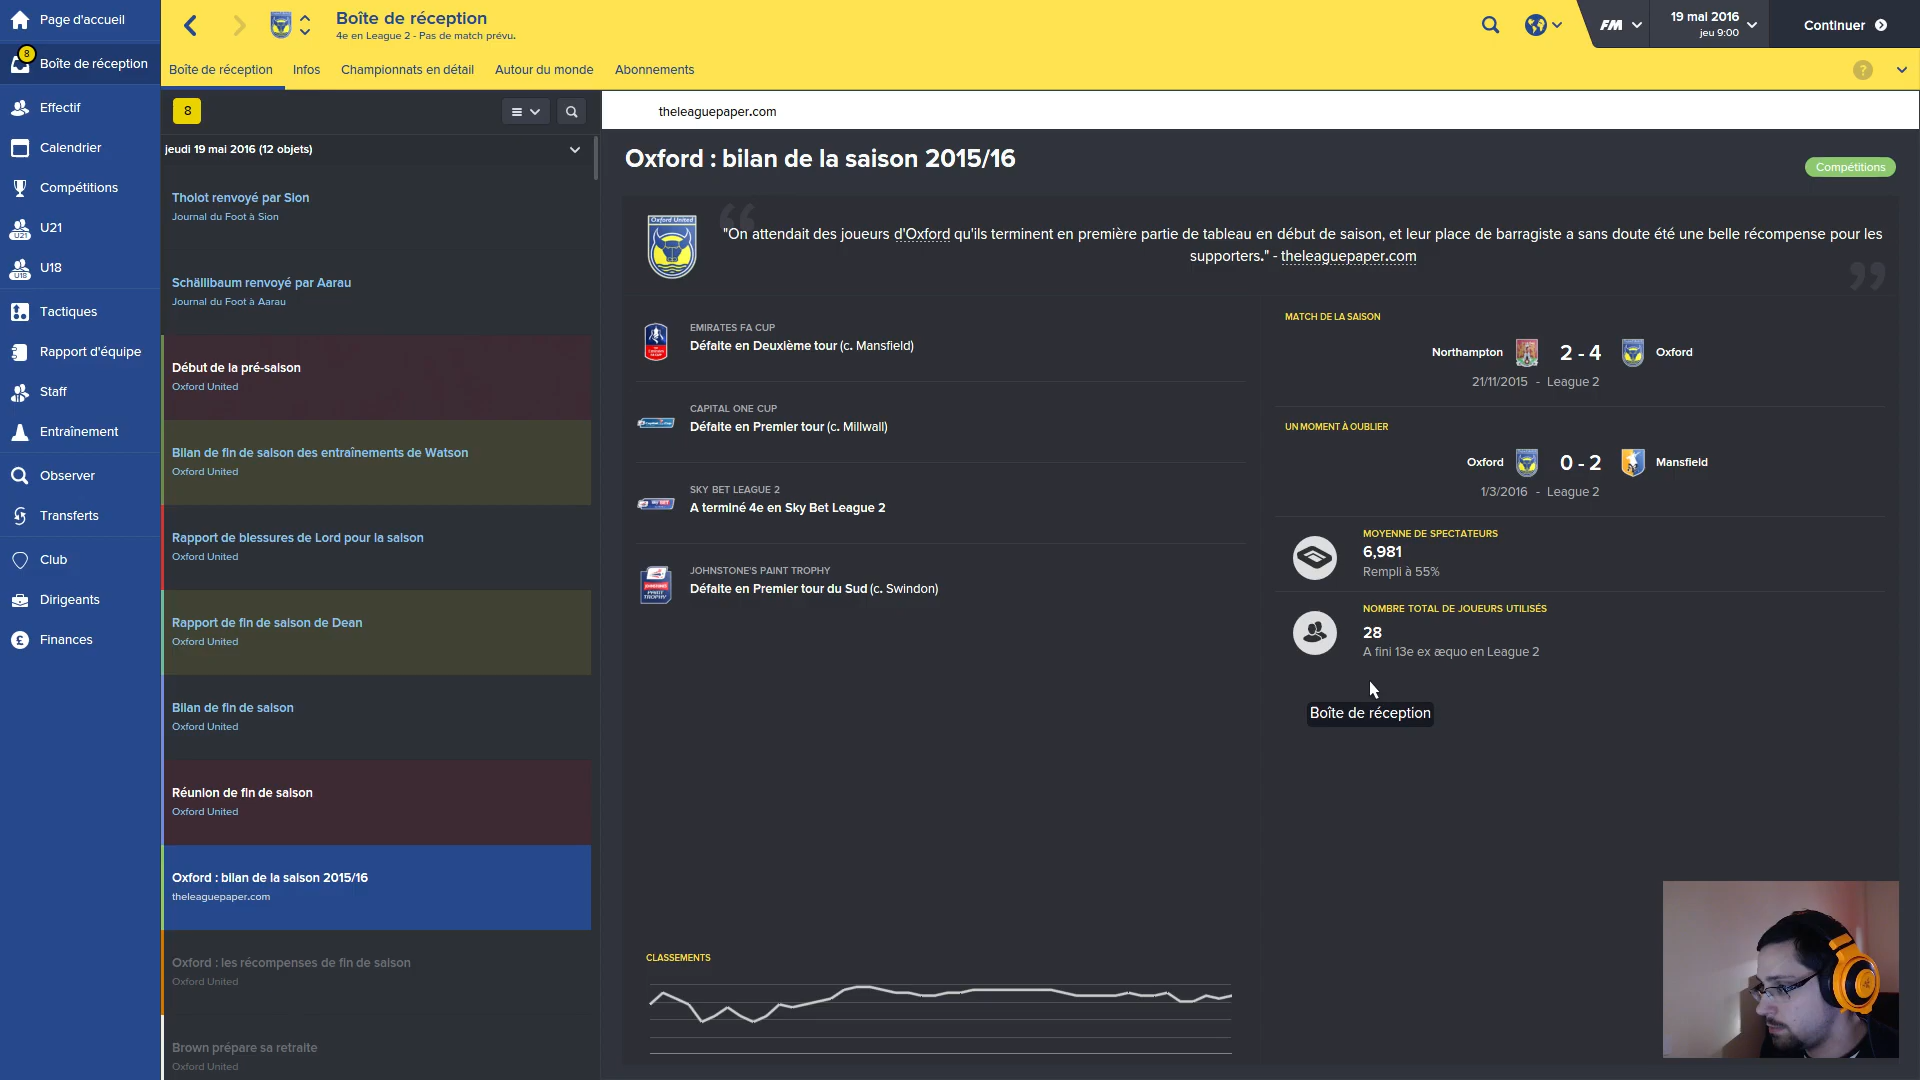 Page d'accueil
8
Boîte de réception
Effectif
Calendrier
Compétitions
U21
U21
U18
U18
Tactiques
Rapport d'équipe
Staff
Entraînement
Observer
Transferts
Club
Dirigeants
Finances
Boîte de réception
4e en League 2 - Pas de match prévu.
FM
19 mai 2016
jeu 9:00
Continuer
Boîte de réception
Infos
Championnats en détail
Autour du monde
Abonnements
?
8
jeudi 19 mai 2016 (12 objets)
Tholot renvoyé par Sion
Journal du Foot à Sion
Schällibaum renvoyé par Aarau
Journal du Foot à Aarau
Début de la pré-saison
Oxford United
Bilan de fin de saison des entraînements de Watson
Oxford United
Rapport de blessures de Lord pour la saison
Oxford United
Rapport de fin de saison de Dean
Oxford United
Bilan de fin de saison
Oxford United
Réunion de fin de saison
Oxford United
Oxford : bilan de la saison 2015/16
theleaguepaper.com
Oxford : les récompenses de fin de saison
Oxford United
Brown prépare sa retraite
Oxford United
theleaguepaper.com
Oxford : bilan de la saison 2015/16
Compétitions
Oxford United
"On attendait des joueurs d'Oxford qu'ils terminent en première partie de tableau en début de saison, et leur place de barragiste a sans doute été une belle récompense pour les
supporters." - theleaguepaper.com
EMIRATES FA CUP
Défaite en Deuxième tour (c. Mansfield)
CAPITAL ONE CUP
Défaite en Premier tour (c. Millwall)
SKY BET LEAGUE 2
A terminé 4e en Sky Bet League 2
JOHNSTONE'S PAINT TROPHY
Défaite en Premier tour du Sud (c. Swindon)
MATCH DE LA SAISON
Northampton 2 - 4 Oxford
21/11/2015 - League 2
UN MOMENT À OUBLIER
Oxford 0 - 2 Mansfield
1/3/2016 - League 2
MOYENNE DE SPECTATEURS
6,981
Rempli à 55%
NOMBRE TOTAL DE JOUEURS UTILISÉS
28
A fini 13e ex æquo en League 2
Boîte de réception
CLASSEMENTS